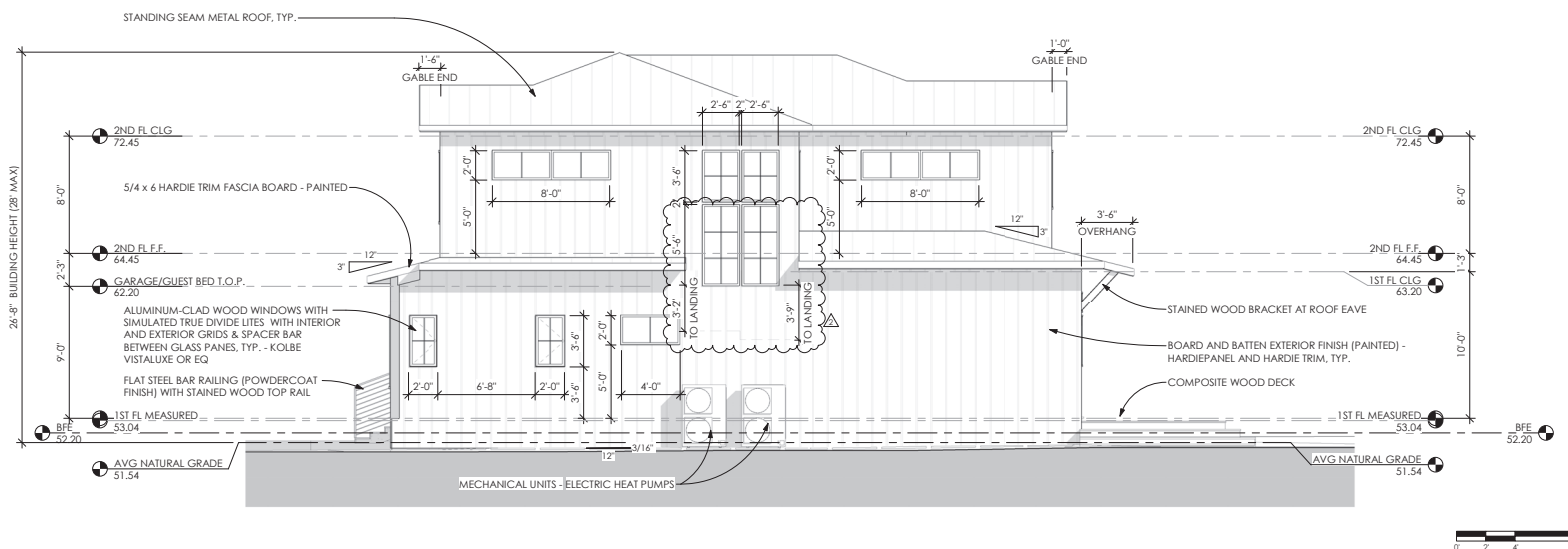 STANDING SEAM METAL ROOF, TYP.
1'-6"
GABLE END
1'-0"
GABLE END
2'-6" 2" 2'-6"
2ND FL CLG
72.45
2ND FL CLG
72.45
26'-8" BUILDING HEIGHT (28' MAX)
8'-0"
2'-0"
8'-0"
5'-0"
3'-6"
2"
5'-6"
2'-0"
8'-0"
5'-0"
8'-0"
5/4 x 6 HARDIE TRIM FASCIA BOARD - PAINTED
12"
3"
3'-6"
OVERHANG
2ND FL F.F.
64.45
12"
3"
2ND FL F.F.
64.45
2'-3"
1'-3"
GARAGE/GUEST BED T.O.P.
62.20
1ST FL CLG
63.20
3'-2"
TO LANDING
3'-9"
TO LANDING
2
ALUMINUM-CLAD WOOD WINDOWS WITH
SIMULATED TRUE DIVIDE LITES WITH INTERIOR
AND EXTERIOR GRIDS & SPACER BAR
BETWEEN GLASS PANES, TYP. - KOLBE
VISTALUXE OR EQ
STAINED WOOD BRACKET AT ROOF EAVE
BOARD AND BATTEN EXTERIOR FINISH (PAINTED) -
HARDIEPANEL AND HARDIE TRIM, TYP.
9'-0"
10'-0"
3'-6"
2'-0"
FLAT STEEL BAR RAILING (POWDERCOAT
FINISH) WITH STAINED WOOD TOP RAIL
COMPOSITE WOOD DECK
2'-0"
6'-8"
2'-0"
3'-6"
5'-0"
4'-0"
1ST FL MEASURED
53.04
1ST FL MEASURED
53.04
BFE
52.20
BFE
52.20
3/16"
12"
AVG NATURAL GRADE
51.54
AVG NATURAL GRADE
51.54
MECHANICAL UNITS - ELECTRIC HEAT PUMPS
0' 2' 4'